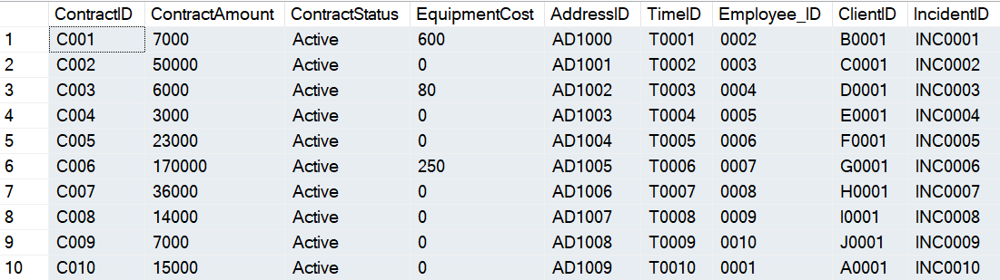 ContractID ContractAmount ContractStatus EquipmentCost AddressID TimeID Employee_ID ClientID IncidentID
1 C001 7000 Active 600 AD1000 T0001 0002 B0001 INC0001
2 C002 50000 Active 0 AD1001 T0002 0003 C0001 INC0002
3 C003 6000 Active 80 AD1002 T0003 0004 D0001 INC0003
4 C004 3000 Active 0 AD1003 T0004 0005 E0001 INC0004
5 C005 23000 Active 0 AD1004 T0005 0006 F0001 INC0005
6 C006 170000 Active 250 AD1005 T0006 0007 G0001 INC0006
7 C007 36000 Active 0 AD1006 T0007 0008 H0001 INC0007
8 C008 14000 Active 0 AD1007 T0008 0009 I0001 INC0008
9 C009 7000 Active 0 AD1008 T0009 0010 J0001 INC0009
10 C010 15000 Active 0 AD1009 T0010 0001 A0001 INC0010